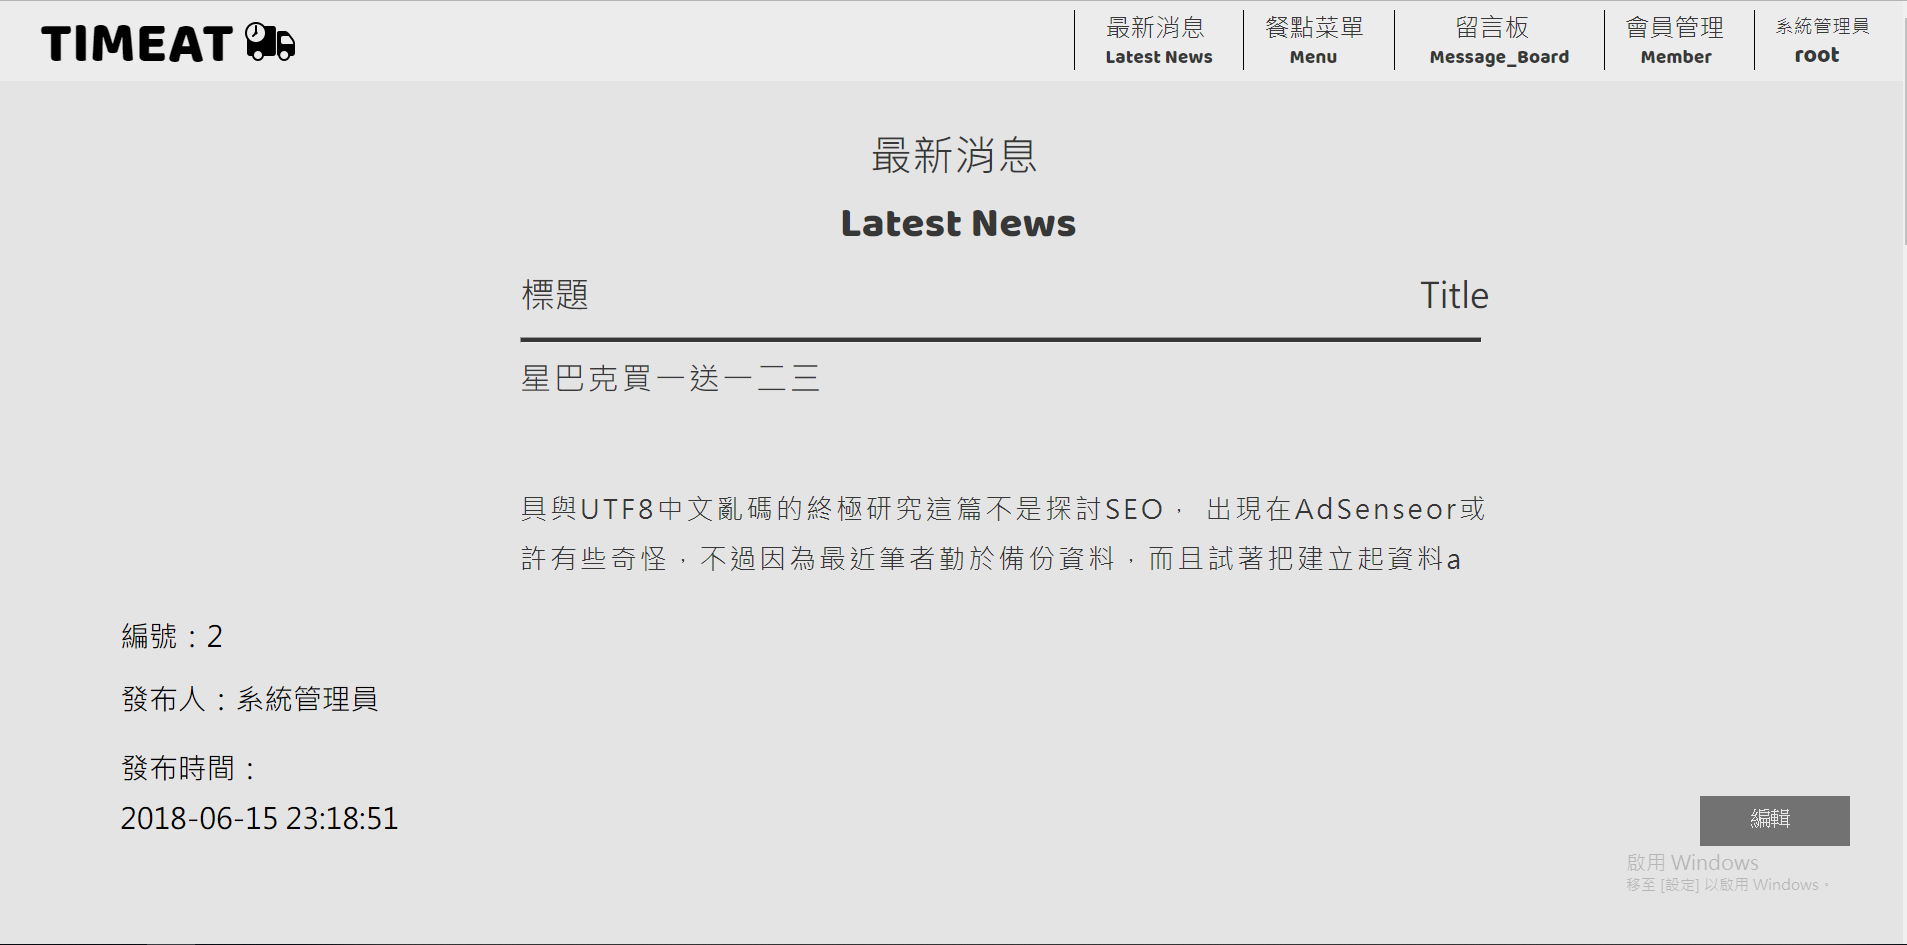 TIMEAT
最新消息
Latest News
餐點菜單
Menu
留言板
Message_Board
會員管理
Member
系統管理員
root
最新消息
Latest News
標題 Title
星巴克買一送一二三
具與UTF8中文亂碼的終極研究這篇不是探討SEO， 出現在AdSenseor或
許有些奇怪，不過因為最近筆者勤於備份資料，而且試著把建立起資料a
編號：2
發布人：系統管理員
發布時間：
2018-06-15 23:18:51
編輯
啟用 Windows
移至 [設定] 以啟用 Windows。